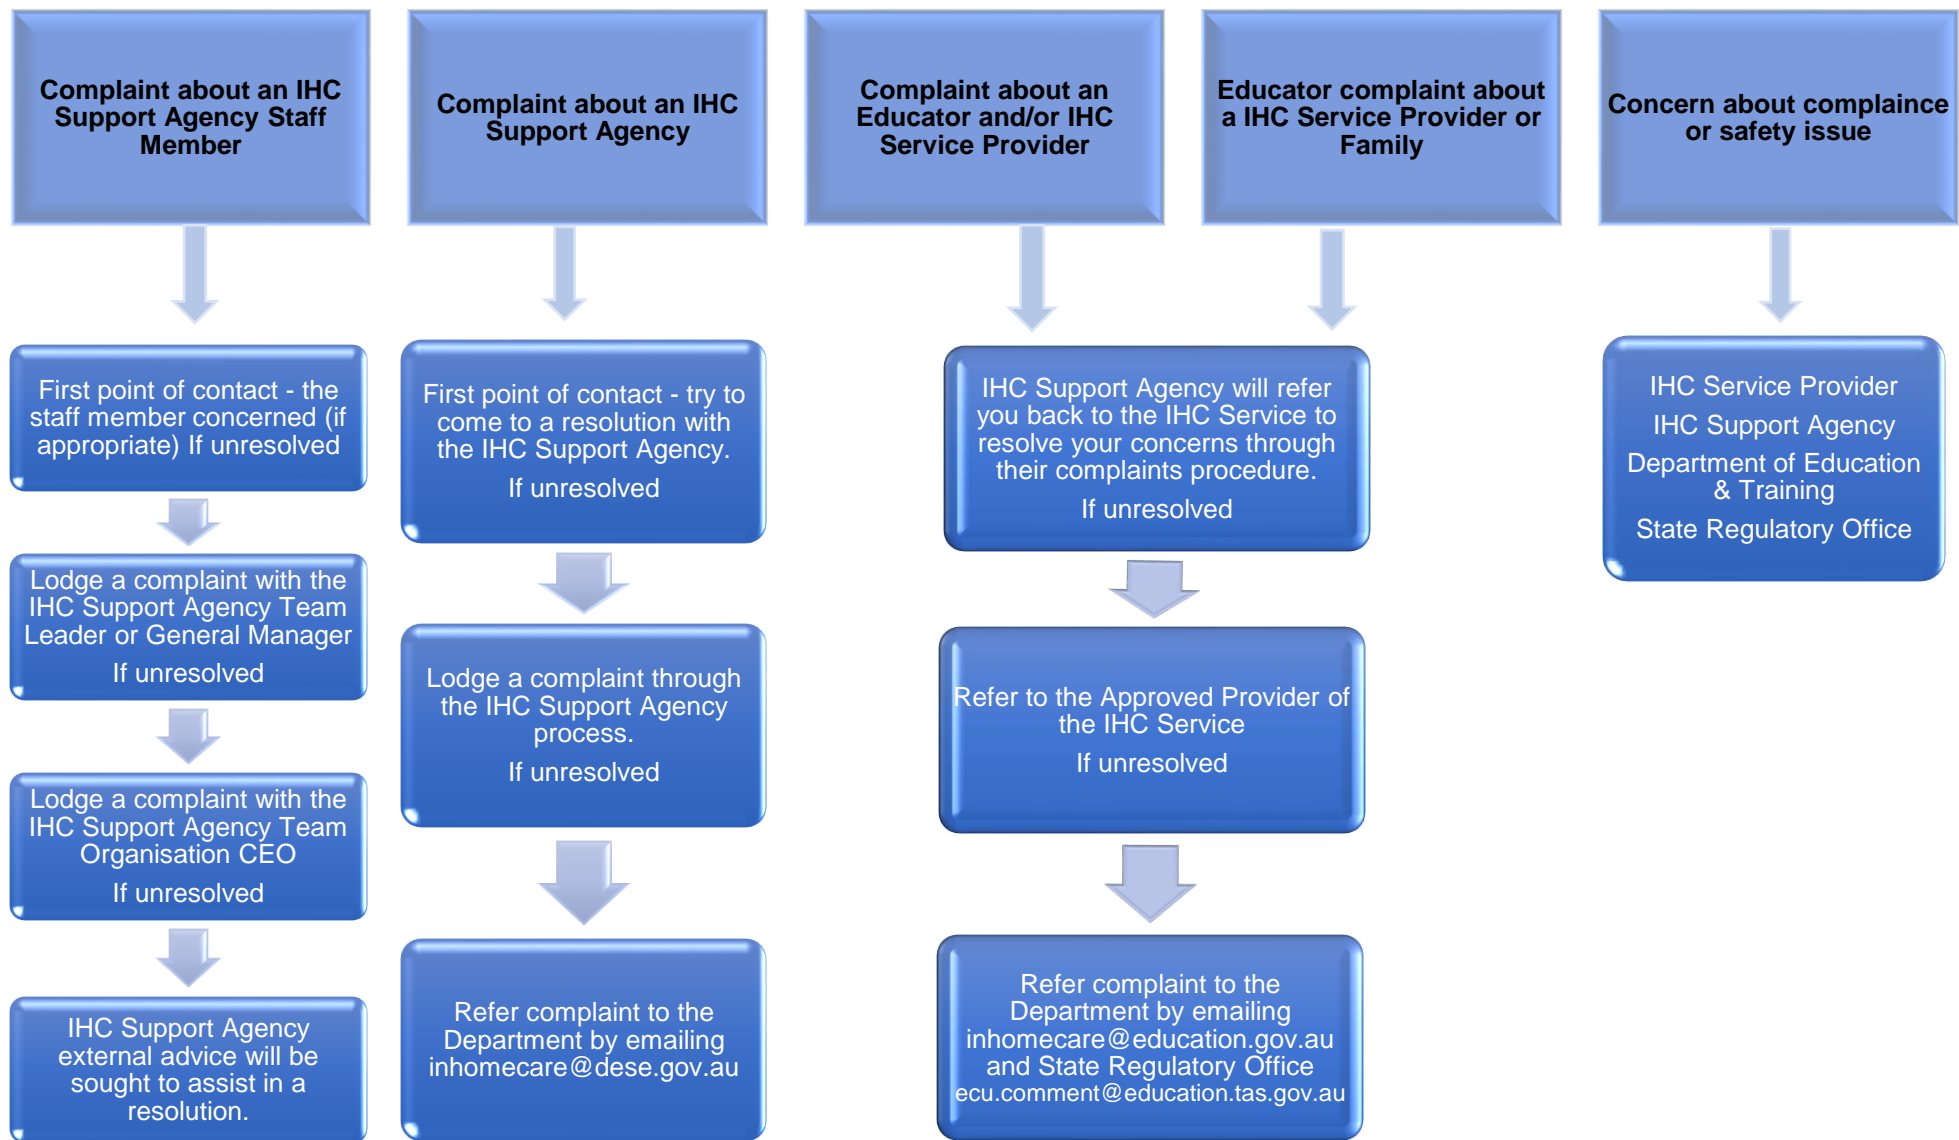 Complaint about an IHC
Support Agency Staff
Member
Complaint about an IHC
Support Agency
Complaint about an
Educator and/or IHC
Service Provider
Educator complaint about
a IHC Service Provider or
Family
Concern about complaince
or safety issue
First point of contact - the
staff member concerned (if
appropriate) If unresolved
Lodge a complaint with the
IHC Support Agency Team
Leader or General Manager
If unresolved
Lodge a complaint with the
IHC Support Agency Team
Organisation CEO
If unresolved
IHC Support Agency
external advice will be
sought to assist in a
resolution.
First point of contact - try to
come to a resolution with
the IHC Support Agency.
If unresolved
Lodge a complaint through
the IHC Support Agency
process.
If unresolved
Refer complaint to the
Department by emailing
inhomecare@dese.gov.au
IHC Support Agency will refer
you back to the IHC Service to
resolve your concerns through
their complaints procedure.
If unresolved
Refer to the Approved Provider of
the IHC Service
If unresolved
Refer complaint to the
Department by emailing
inhomecare@education.gov.au
and State Regulatory Office
ecu.comment@education.tas.gov.au
IHC Service Provider
IHC Support Agency
Department of Education
& Training
State Regulatory Office